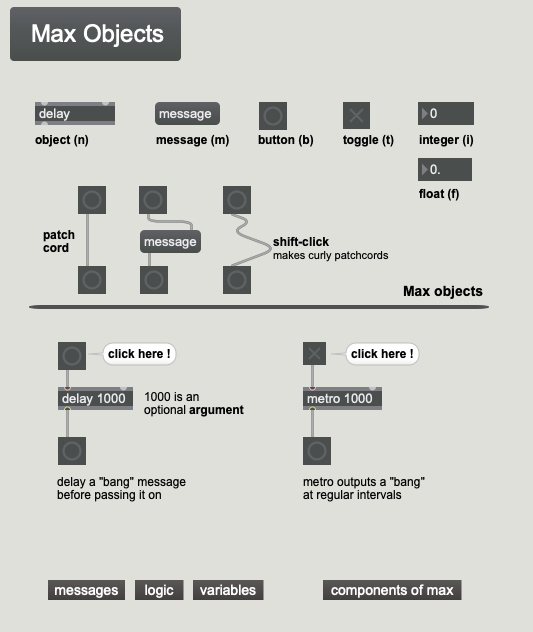 Max Objects
delay
message
0
object (n)
message (m)
button (b)
toggle (t)
integer (i)
0.
float (f)
patch
cord
message
shift-click
makes curly patchcords
Max objects
click here !
click here !
delay 1000
1000 is an
optional argument
metro 1000
delay a "bang" message
before passing it on
metro outputs a "bang"
at regular intervals
messages
logic
variables
components of max